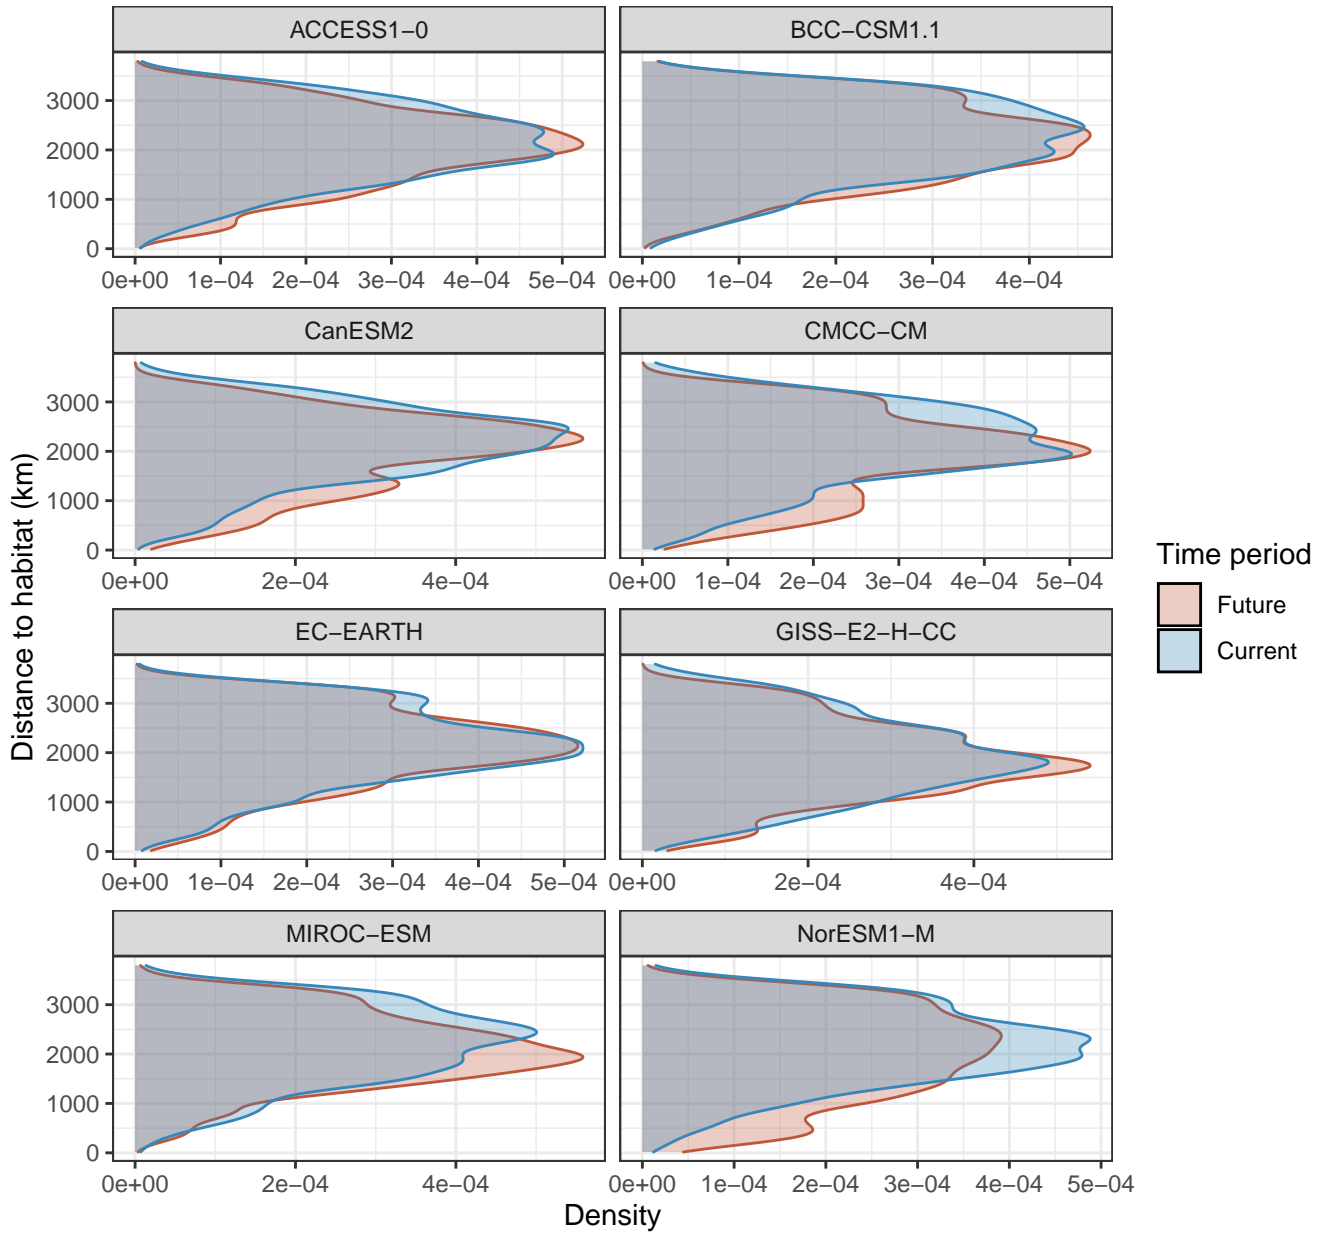 ACCESS1−0 BCC−CSM1.1
3000
2000
1000
0
0e+00 1e−04 2e−04 3e−04 4e−04 5e−04 0e+00 1e−04 2e−04 3e−04 4e−04
CanESM2 CMCC−CM
3000
2000
1000
0
0e+00 2e−04 4e−04 0e+00 1e−04 2e−04 3e−04 4e−04 5e−04
EC−EARTH GISS−E2−H−CC
3000
2000
1000
0
0e+00 1e−04 2e−04 3e−04 4e−04 5e−04 0e+00 2e−04 4e−04
MIROC−ESM NorESM1−M
3000
2000
1000
0
0e+00 2e−04 4e−04 0e+00 1e−04 2e−04 3e−04 4e−04 5e−04
Density
Distance to habitat (km)
Time period
Future
Current